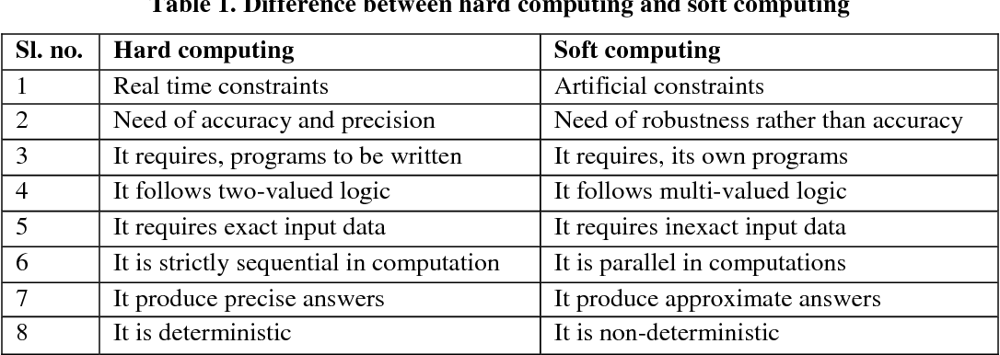 Table 1. Difference between hard computing and soft computing
Sl. no. Hard computing Soft computing
1 Real time constraints Artificial constraints
2 Need of accuracy and precision Need of robustness rather than accuracy
3 It requires, programs to be written It requires, its own programs
4 It follows two-valued logic It follows multi-valued logic
5 It requires exact input data It requires inexact input data
6 It is strictly sequential in computation It is parallel in computations
7 It produce precise answers It produce approximate answers
8 It is deterministic It is non-deterministic